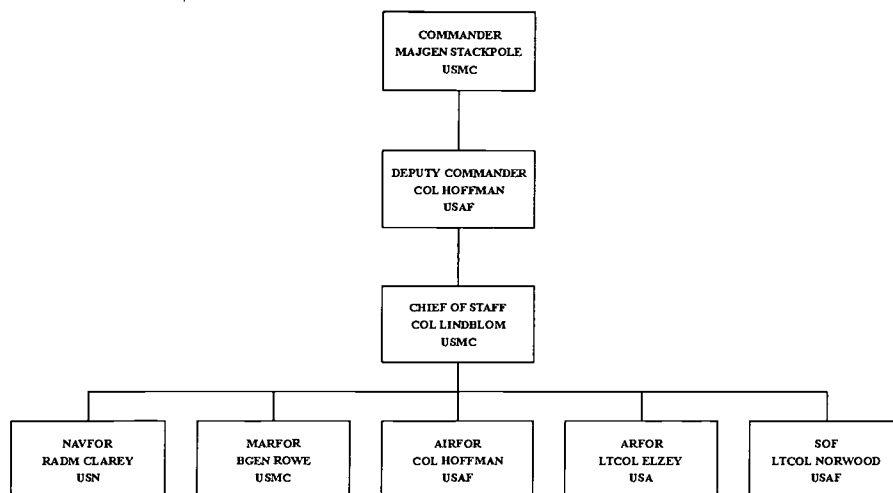 COMMANDER
MAJGEN STACKPOLE
USMC
DEPUTY COMMANDER
COL HOFFMAN
USAF
CHIEF OF STAFF
COL LINDBLOM
USMC
NAVFOR
RADM CLAREY
USN
MARFOR
BGEN ROWE
USMC
AIRFOR
COL HOFFMAN
USAF
ARFOR
LTCOL ELZEY
USA
SOF
LTCOL NORWOOD
USAF